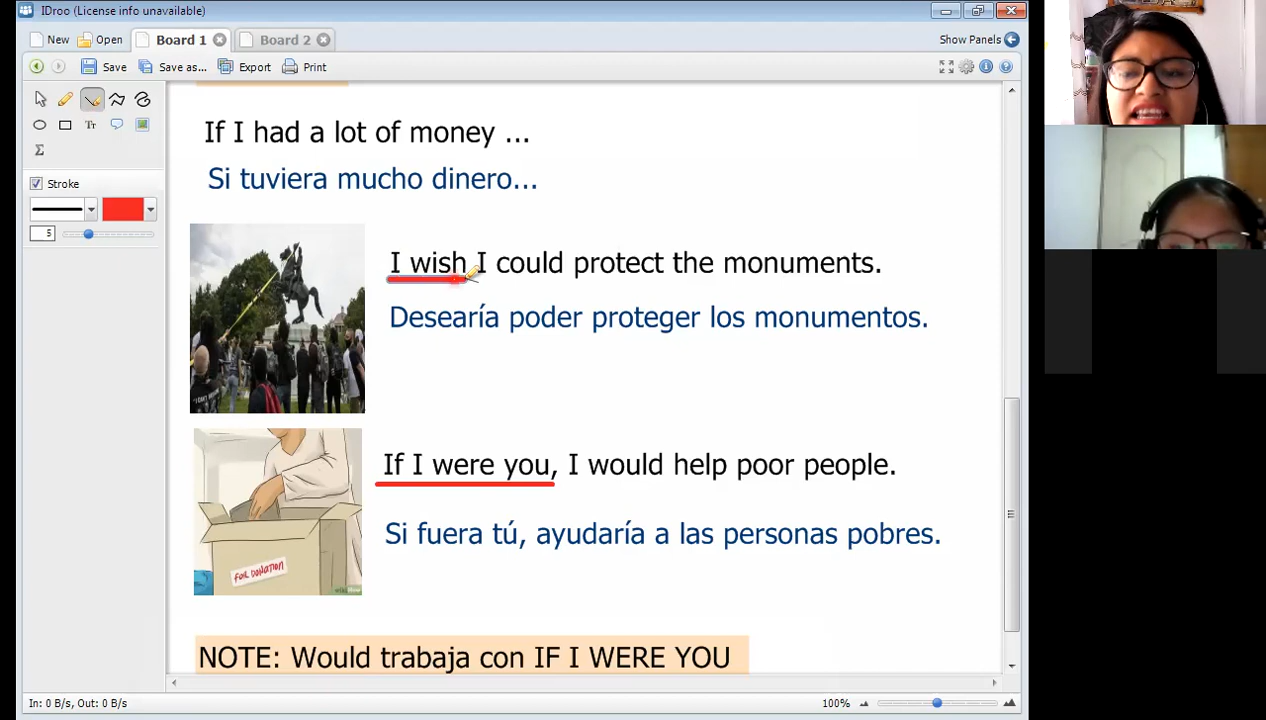 IDroo (License info unavailable)
New Open Board 1 Board 2 Show Panels
Save Save as... Export Print
If I had a lot of money ...
Si tuviera mucho dinero...
Stroke
5
I wish I could protect the monuments.
Desearía poder proteger los monumentos.
If I were you, I would help poor people.
Si fuera tú, ayudaría a las personas pobres.
FOR DONATION
NOTE: Would trabaja con IF I WERE YOU
In: 0 B/s, Out: 0 B/s 100%